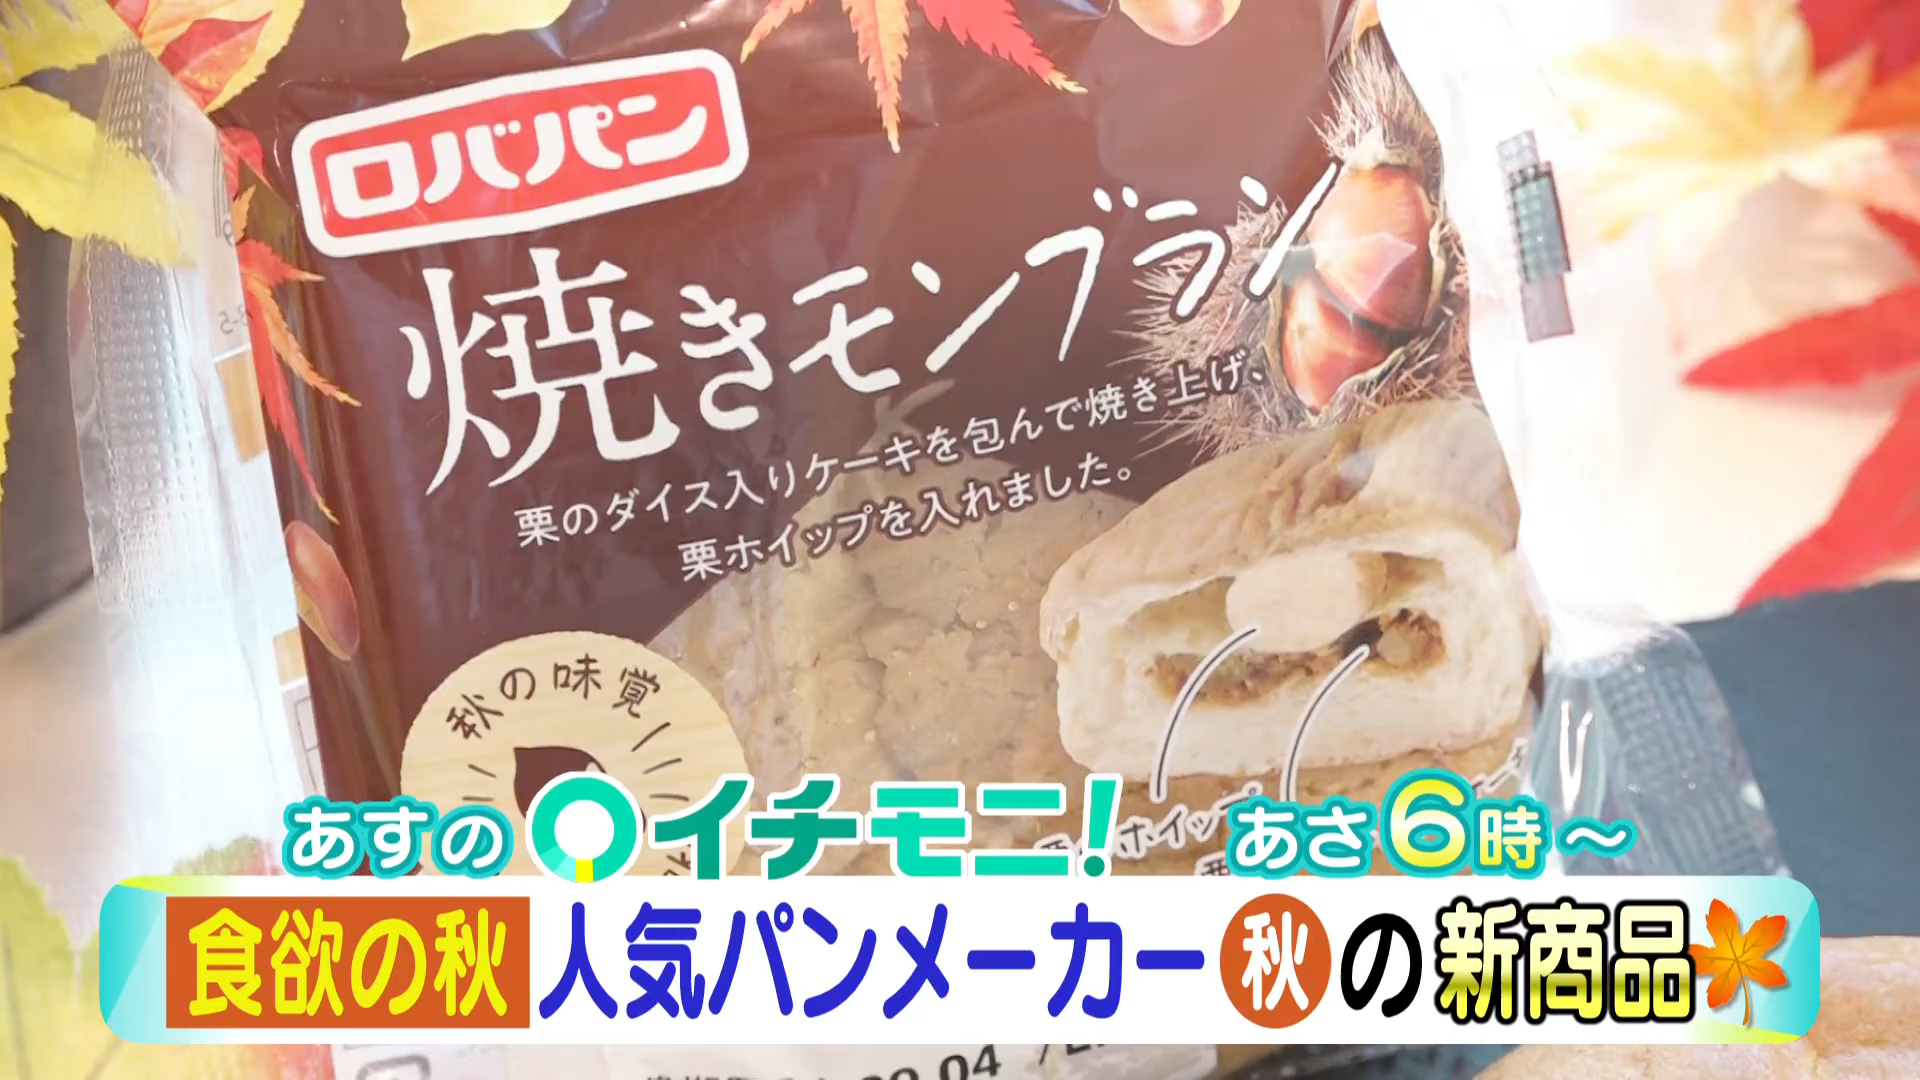 ロバパン
焼きモンブラン
栗のダイス入りケーキを包んで焼き上げ、
栗ホイップを入れました。
秋の味覚
あすの イチモニ! あさ6時～
食欲の秋 人気パンメーカー 秋の新商品